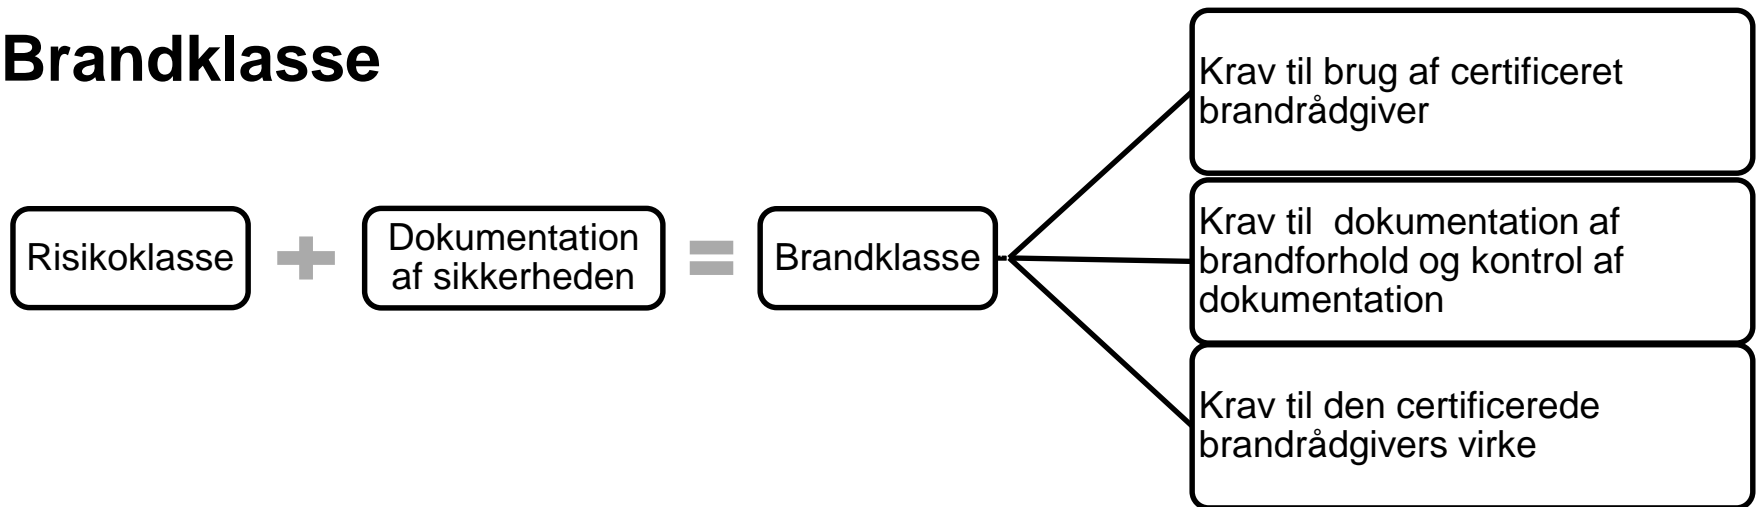 Brandklasse
Risikoklasse
Dokumentation
af sikkerheden
Brandklasse
Krav til brug af certificeret
brandrådgiver
Krav til  dokumentation af
brandforhold og kontrol af
dokumentation
Krav til den certificerede
brandrådgivers virke